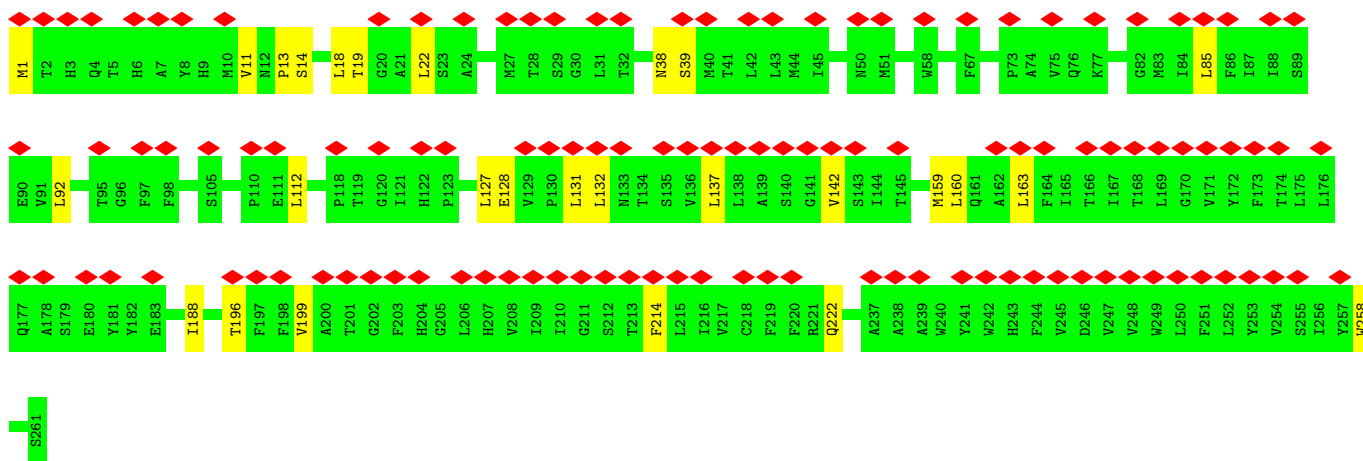 M1 T2 H3 Q4 T5 H6 A7 Y8 H9 M10 V11 N12 P13 S14 L18 T19 G20 A21 L22 S23 A24 M27 T28 S29 G30 L31 T32 N38 S39 M40 T41 L42 L43 M44 I45 N50 M51 W58 F67 P73 A74 V75 Q76 K77 G82 M83 I84 L85 F86 I87 I88 S89
E90 V91 L92 T95 G96 F97 F98 S105 P110 E111 L112 P118 T119 G120 I121 H122 P123 L127 E128 V129 P130 L131 L132 N133 T134 S135 V136 L137 L138 A139 S140 G141 V142 S143 I144 T145 M159 L160 Q161 A162 L163 F164 I165 T166 I167 T168 L169 G170 V171 Y172 F173 T174 L175 L176
Q177 A178 S179 E180 Y181 Y182 E183 I188 T196 F197 F198 V199 A200 T201 G202 F203 H204 G205 L206 H207 V208 I209 I210 G211 S212 T213 F214 L215 I216 V217 C218 F219 F220 R221 Q222 A237 A238 A239 W240 Y241 W242 H243 F244 V245 D246 V247 V248 W249 L250 F251 L252 Y253 V254 S255 I256 Y257 W258
S261